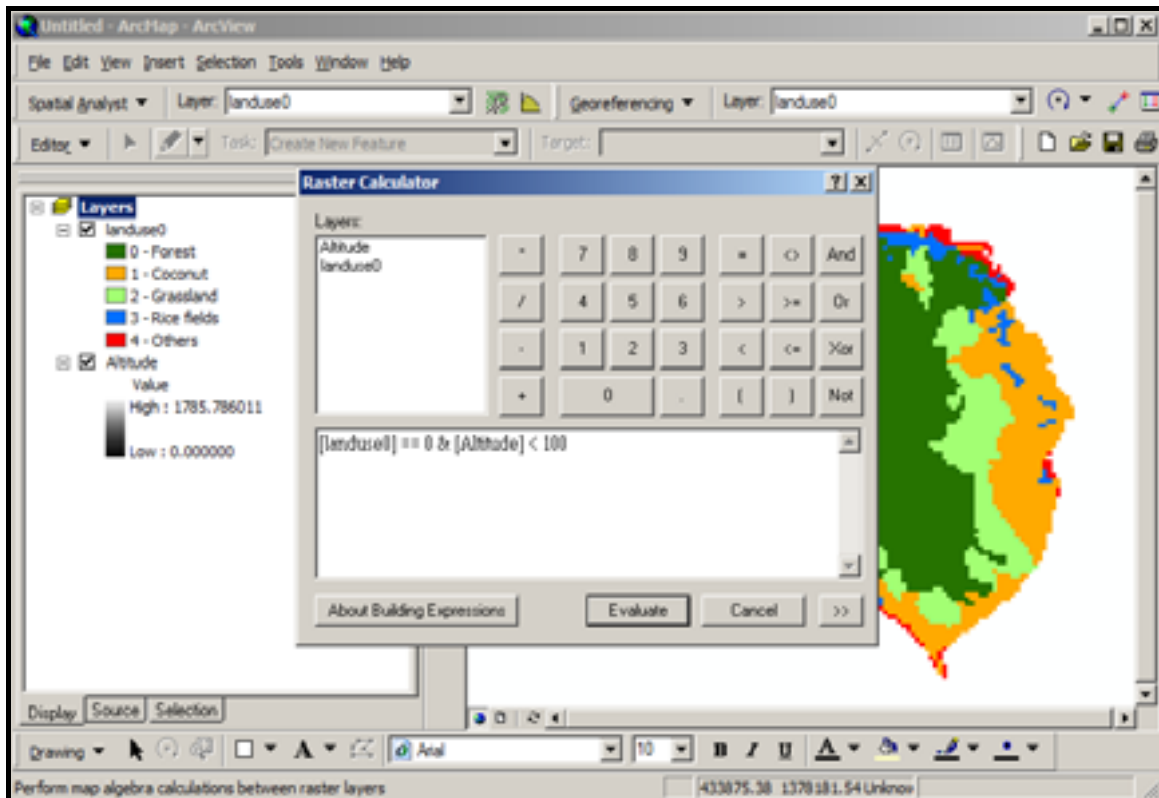 Untitled - ArcMap - ArcView
File Edit View Insert Selection Tools Window Help
Spatial Analyst Layer: landuse0 Georeferencing Layer: landuse0
Editor Task: Create New Feature Target:
Raster Calculator
Layers
landuse0
0 - Forest
1 - Coconut
2 - Grassland
3 - Rice fields
4 - Others
Altitude
Value
High : 1785.786011
Low : 0.000000
Layers:
Altitude
landuse0
* 7 8 9 = <> And
/ 4 5 6 > >= Or
- 1 2 3 < <= Xor
+ 0 . ( ) Not
[landuse0] == 0 & [Altitude] < 100
About Building Expressions Evaluate Cancel >>
Display Source Selection
Drawing A Arial 10 B I U A
Perform map algebra calculations between raster layers 433875.38 1378181.54 Unknow